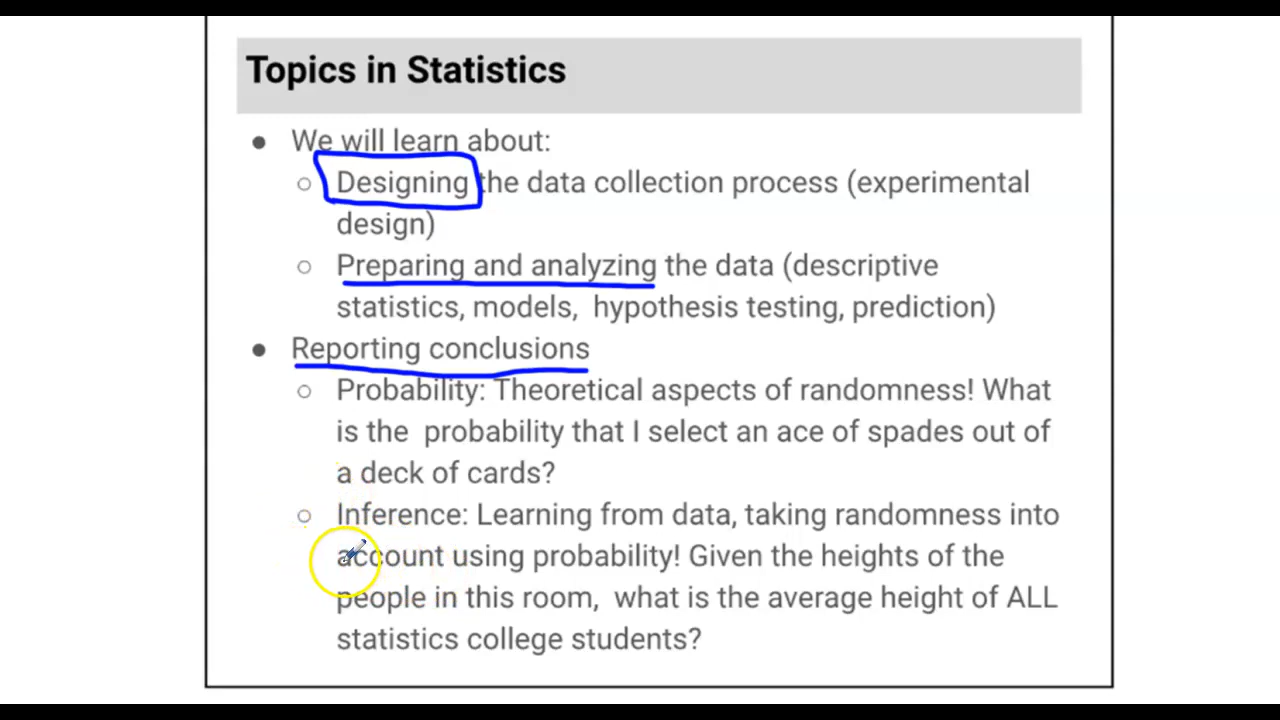 Topics in Statistics
● We will learn about:
○ Designing the data collection process (experimental
design)
○ Preparing and analyzing the data (descriptive
statistics, models, hypothesis testing, prediction)
● Reporting conclusions
○ Probability: Theoretical aspects of randomness! What
is the probability that I select an ace of spades out of
a deck of cards?
○ Inference: Learning from data, taking randomness into
account using probability! Given the heights of the
people in this room, what is the average height of ALL
statistics college students?